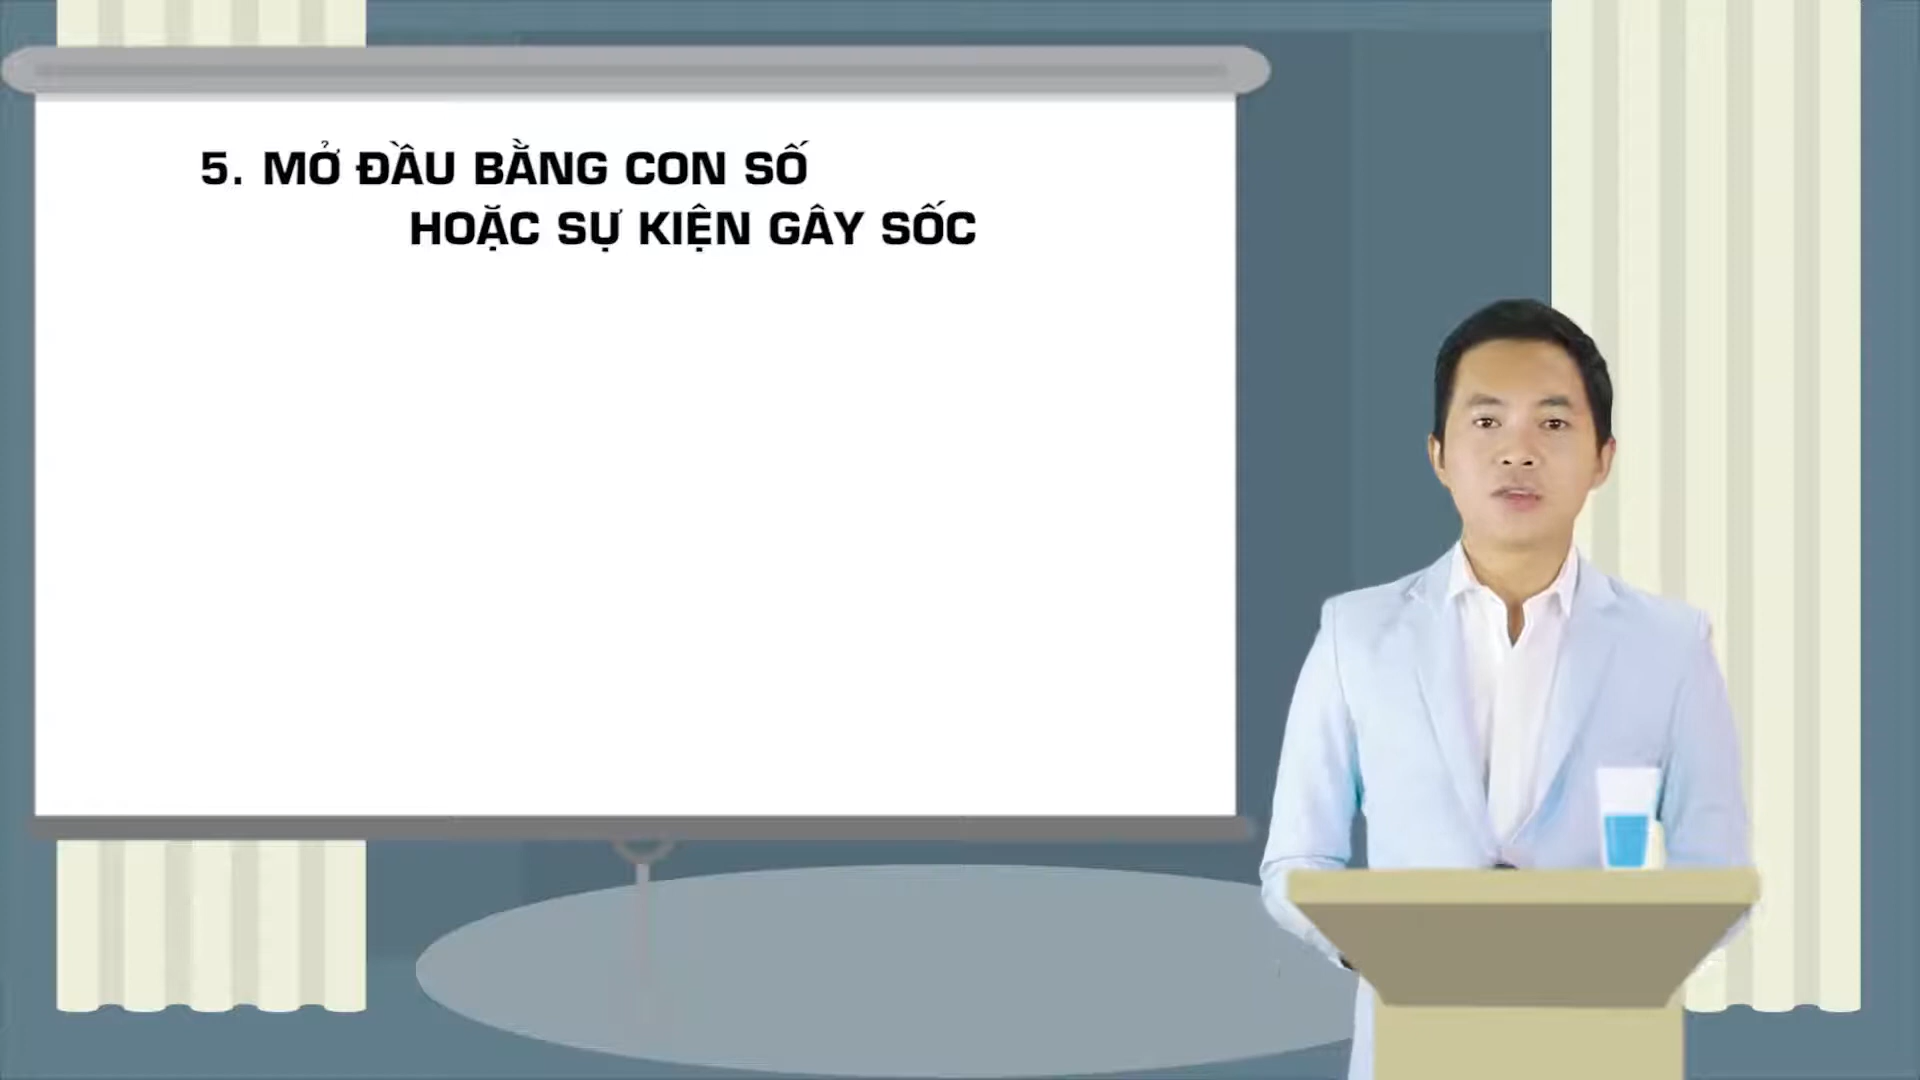 5. MỞ ĐẦU BẰNG CON SỐ
HOẶC SỰ KIỆN GÂY SỐC